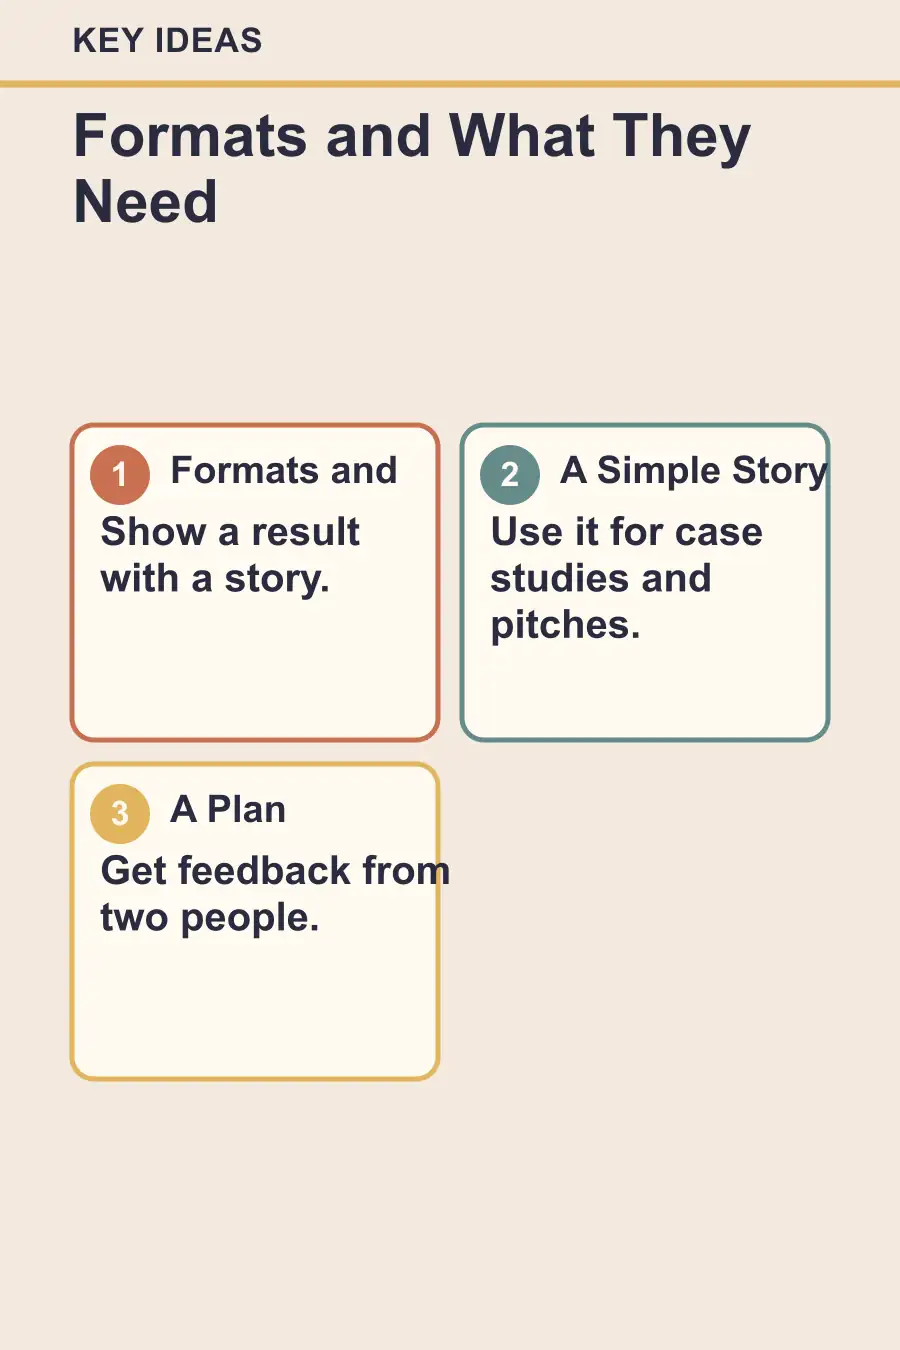 KEY IDEAS
Formats and What They
Need
1 Formats and
Show a result
with a story.
2 A Simple Story
Use it for case
studies and
pitches.
3 A Plan
Get feedback from
two people.